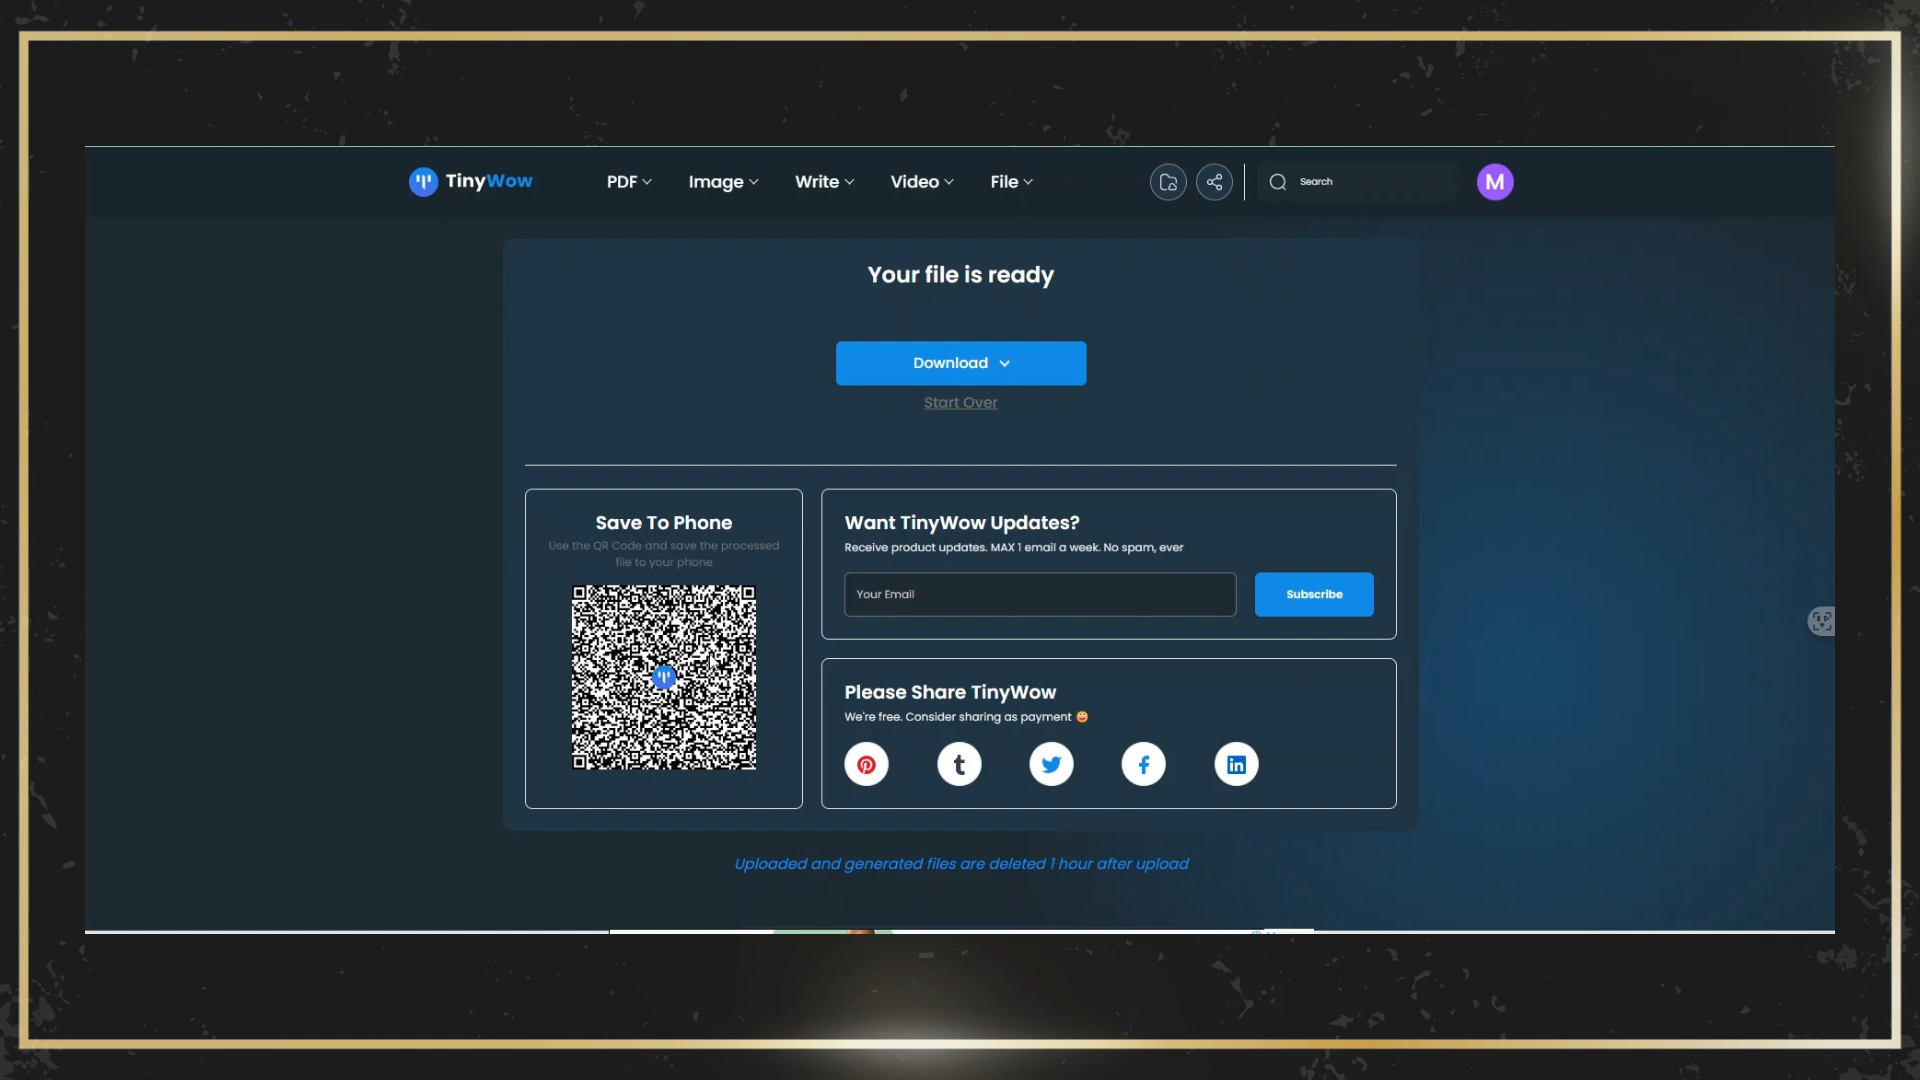 TinyWow
PDF
Image
Write
Video
File
Search
M
Your file is ready
Download
Start Over
Save To Phone
Use the QR Code and save the processed
file to your phone
Want TinyWow Updates?
Receive product updates. MAX 1 email a week. No spam, ever
Your Email
Subscribe
Please Share TinyWow
We're free. Consider sharing as payment 😀
Uploaded and generated files are deleted 1 hour after upload